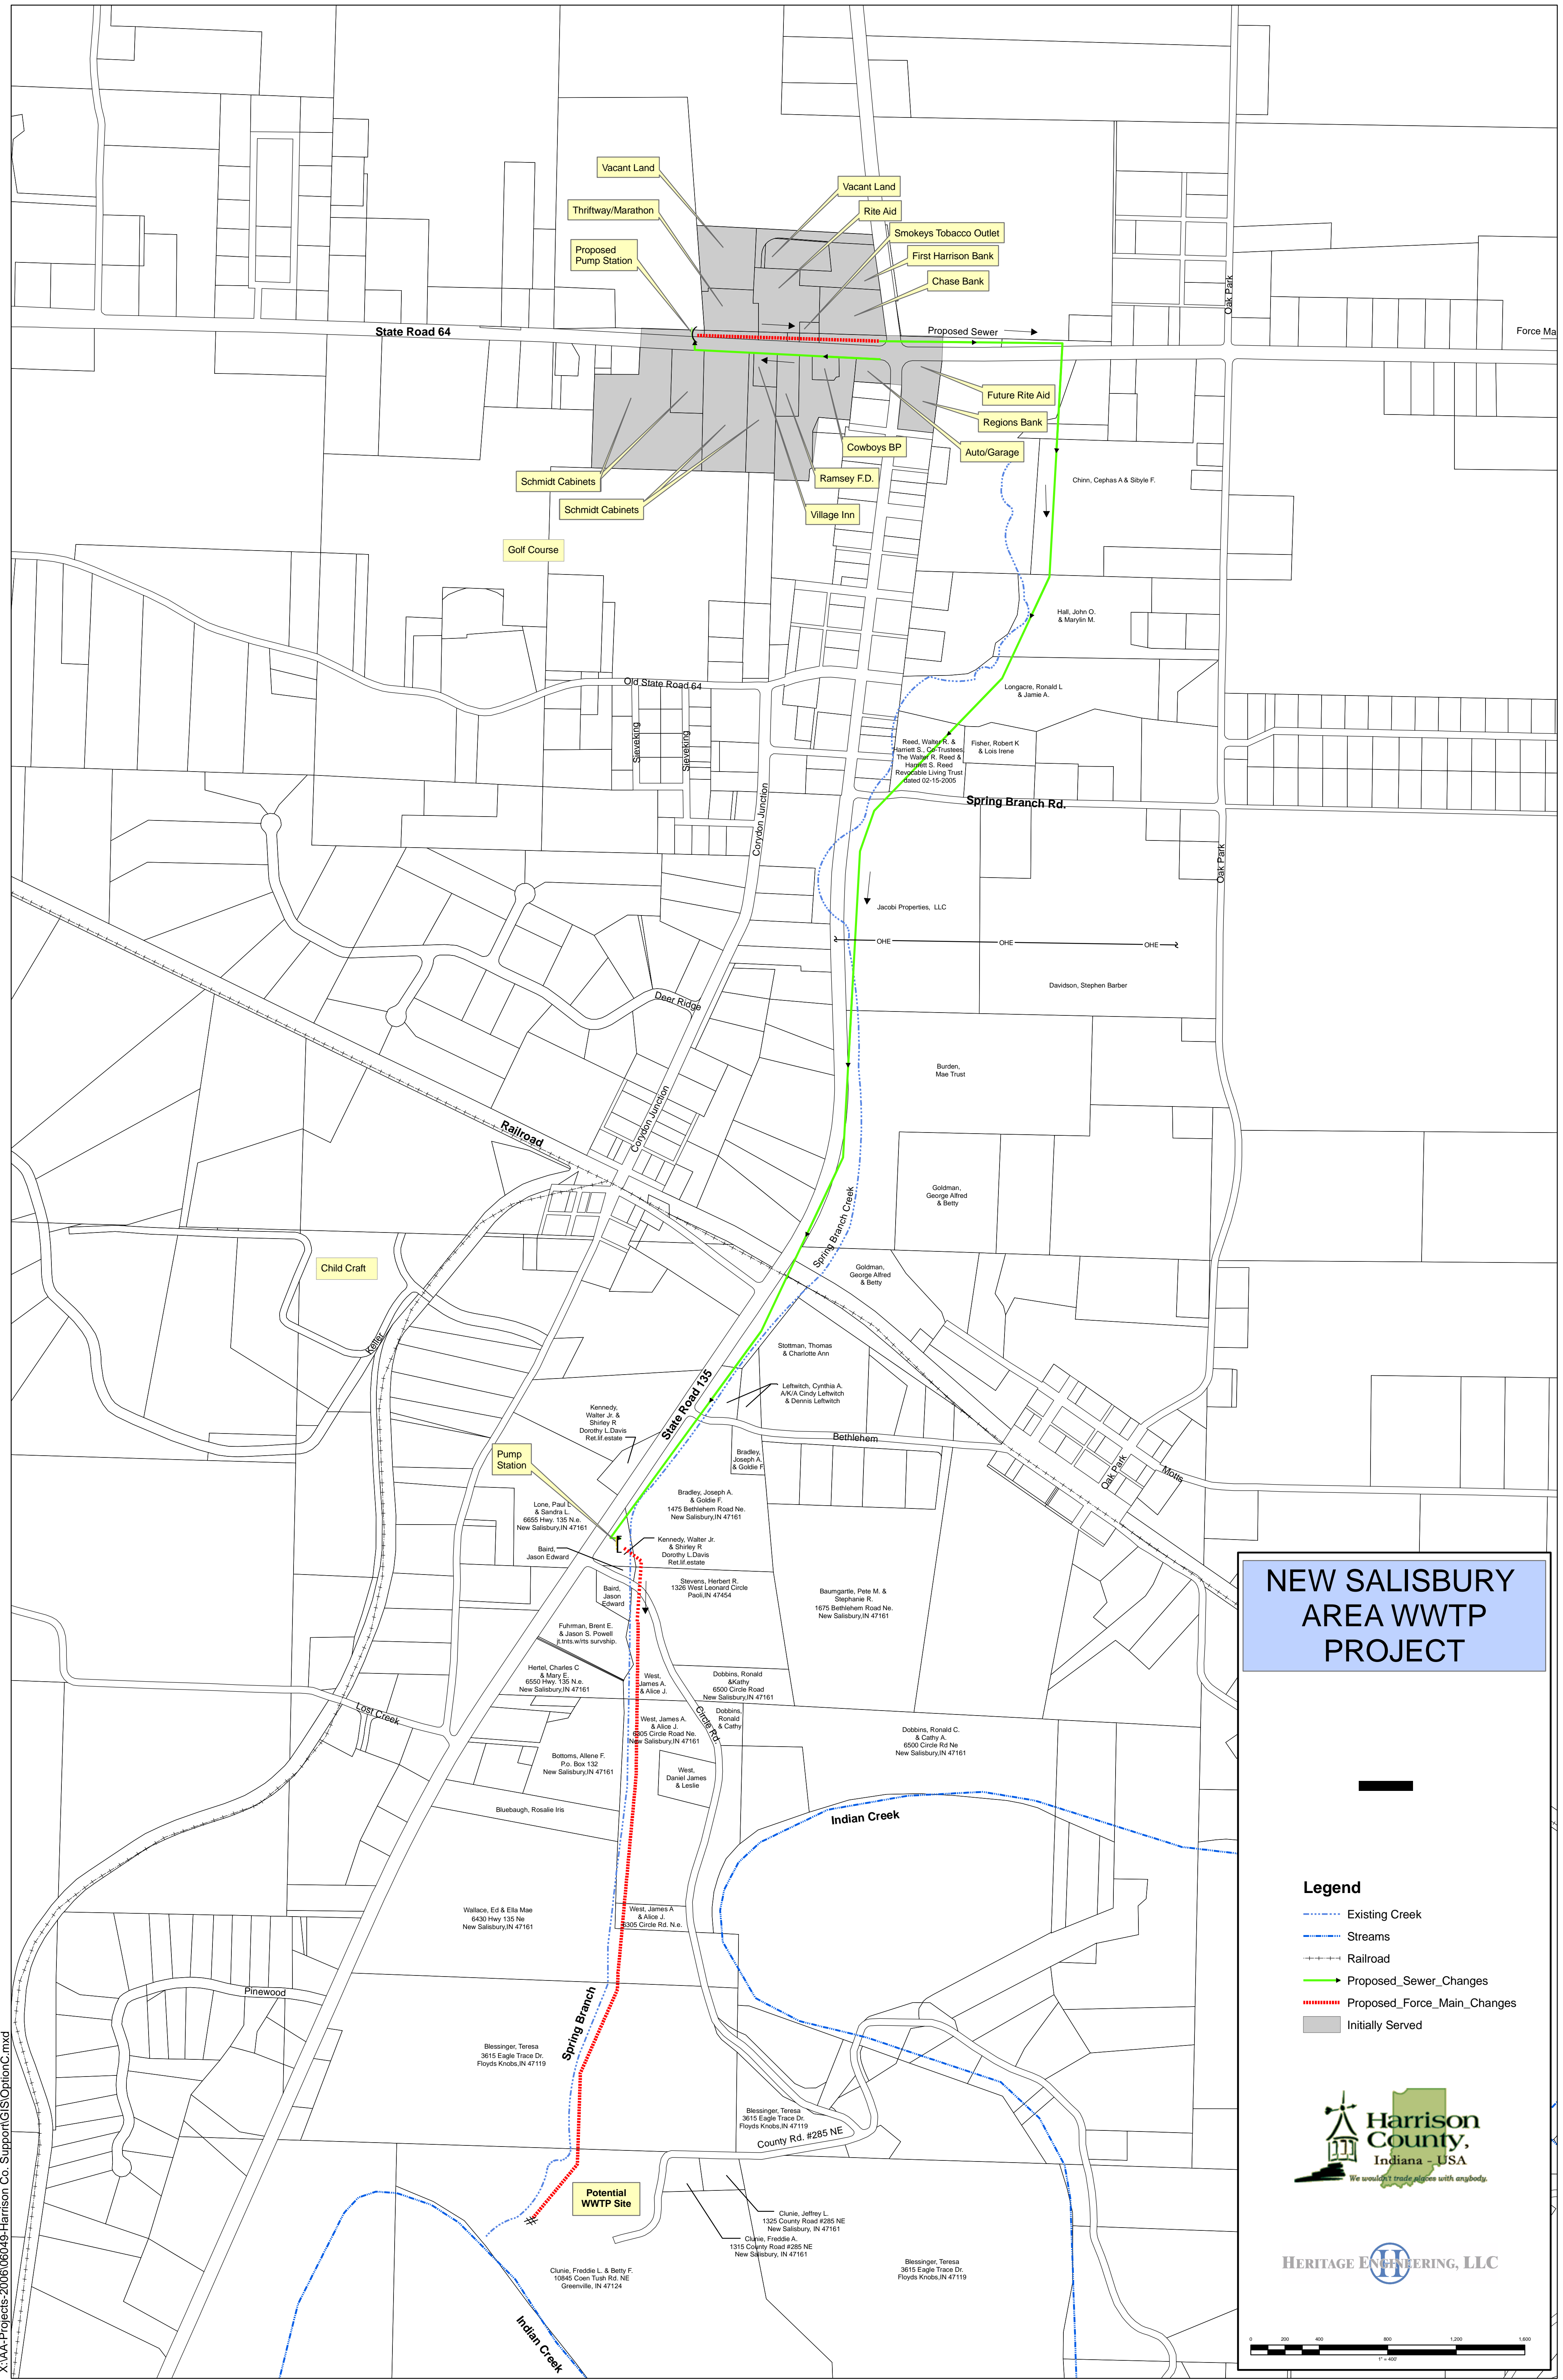 Vacant Land
Vacant Land
Thriftway/Marathon
Rite Aid
Smokeys Tobacco Outlet
Proposed
Pump Station
First Harrison Bank
Chase Bank
Oak Park
State Road 64
Proposed Sewer
Force Ma
Future Rite Aid
Regions Bank
Cowboys BP
Auto/Garage
Schmidt Cabinets
Ramsey F.D.
Schmidt Cabinets
Village Inn
Chinn, Cephas A & Sibyle F.
Golf Course
Hall, John O.
& Marylin M.
Old State Road 64
Longacre, Ronald L
& Jamie A.
Sieveking
Sieveking
Reed, Walter R. &
Harriett S., Co-Trustees,
The Walter R. Reed &
Harriett S. Reed
Revocable Living Trust
dated 02-15-2005
Fisher, Robert K
& Lois Irene
Spring Branch Rd.
Corydon Junction
Oak Park
Jacobi Properties, LLC
OHE
OHE
OHE
Davidson, Stephen Barber
Deer Ridge
Burden,
Mae Trust
Corydon Junction
Railroad
Goldman,
George Alfred
& Betty
Spring Branch Creek
Child Craft
Goldman,
George Alfred
& Betty
Keller
Stottman, Thomas
& Charlotte Ann
State Road 135
Leftwitch, Cynthia A.
A/K/A Cindy Leftwitch
& Dennis Leftwitch
Kennedy,
Walter Jr. &
Shirley R
Dorothy L.Davis
Ret.lif.estate
Bethlehem
Pump
Station
Bradley,
Joseph A.
& Goldie F.
Oak Park
Motts
Bradley, Joseph A.
& Goldie F.
1475 Bethlehem Road Ne.
New Salisbury,IN 47161
Lone, Paul L
& Sandra L.
6655 Hwy. 135 N.e.
New Salisbury,IN 47161
Kennedy, Walter Jr.
& Shirley R
Dorothy L.Davis
Ret.lif.estate
Baird,
Jason Edward
Baird,
Jason
Edward
Stevens, Herbert R.
1326 West Leonard Circle
Paoli,IN 47454
Baumgartle, Pete M. &
Stephanie R.
1675 Bethlehem Road Ne.
New Salisbury,IN 47161
Fuhrman, Brent E.
& Jason S. Powell
jt.tnts.w/rts survship.
Hertel, Charles C
& Mary E.
6550 Hwy. 135 N.e.
New Salisbury,IN 47161
West,
James A.
& Alice J.
Dobbins, Ronald
&Kathy
6500 Circle Road
New Salisbury,IN 47161
Lost Creek
West, James A.
& Alice J.
6305 Circle Road Ne.
New Salisbury,IN 47161
Circle Rd.
Dobbins,
Ronald
& Cathy
Dobbins, Ronald C.
& Cathy A.
6500 Circle Rd Ne
New Salisbury,IN 47161
Bottoms, Allene F.
P.o. Box 132
New Salisbury,IN 47161
West,
Daniel James
& Leslie
Bluebaugh, Rosalie Iris
Indian Creek
Wallace, Ed & Ella Mae
6430 Hwy 135 Ne
New Salisbury,IN 47161
West, James A
& Alice J.
6305 Circle Rd. N.e.
Pinewood
Spring Branch
Blessinger, Teresa
3615 Eagle Trace Dr.
Floyds Knobs,IN 47119
Blessinger, Teresa
3615 Eagle Trace Dr.
Floyds Knobs,IN 47119
County Rd. #285 NE
Potential
WWTP Site
Clunie, Jeffrey L.
1325 County Road #285 NE
New Salisbury, IN 47161
Clunie, Freddie A.
1315 County Road #285 NE
New Salisbury, IN 47161
Clunie, Freddie L. & Betty F.
10845 Coen Tush Rd. NE
Greenville, IN 47124
Blessinger, Teresa
3615 Eagle Trace Dr.
Floyds Knobs,IN 47119
Indian Creek
X:\AA-Projects-2006\06049-Harrison Co. Support\GIS\OptionC.mxd
NEW SALISBURY
AREA WWTP
PROJECT
Legend
Existing Creek
Streams
Railroad
Proposed_Sewer_Changes
Proposed_Force_Main_Changes
Initially Served
Harrison
County,
Indiana - USA
We wouldn't trade places with anybody.
HERITAGE ENGINEERING, LLC
H
0 200 400 800 1,200 1,600
1" = 400'